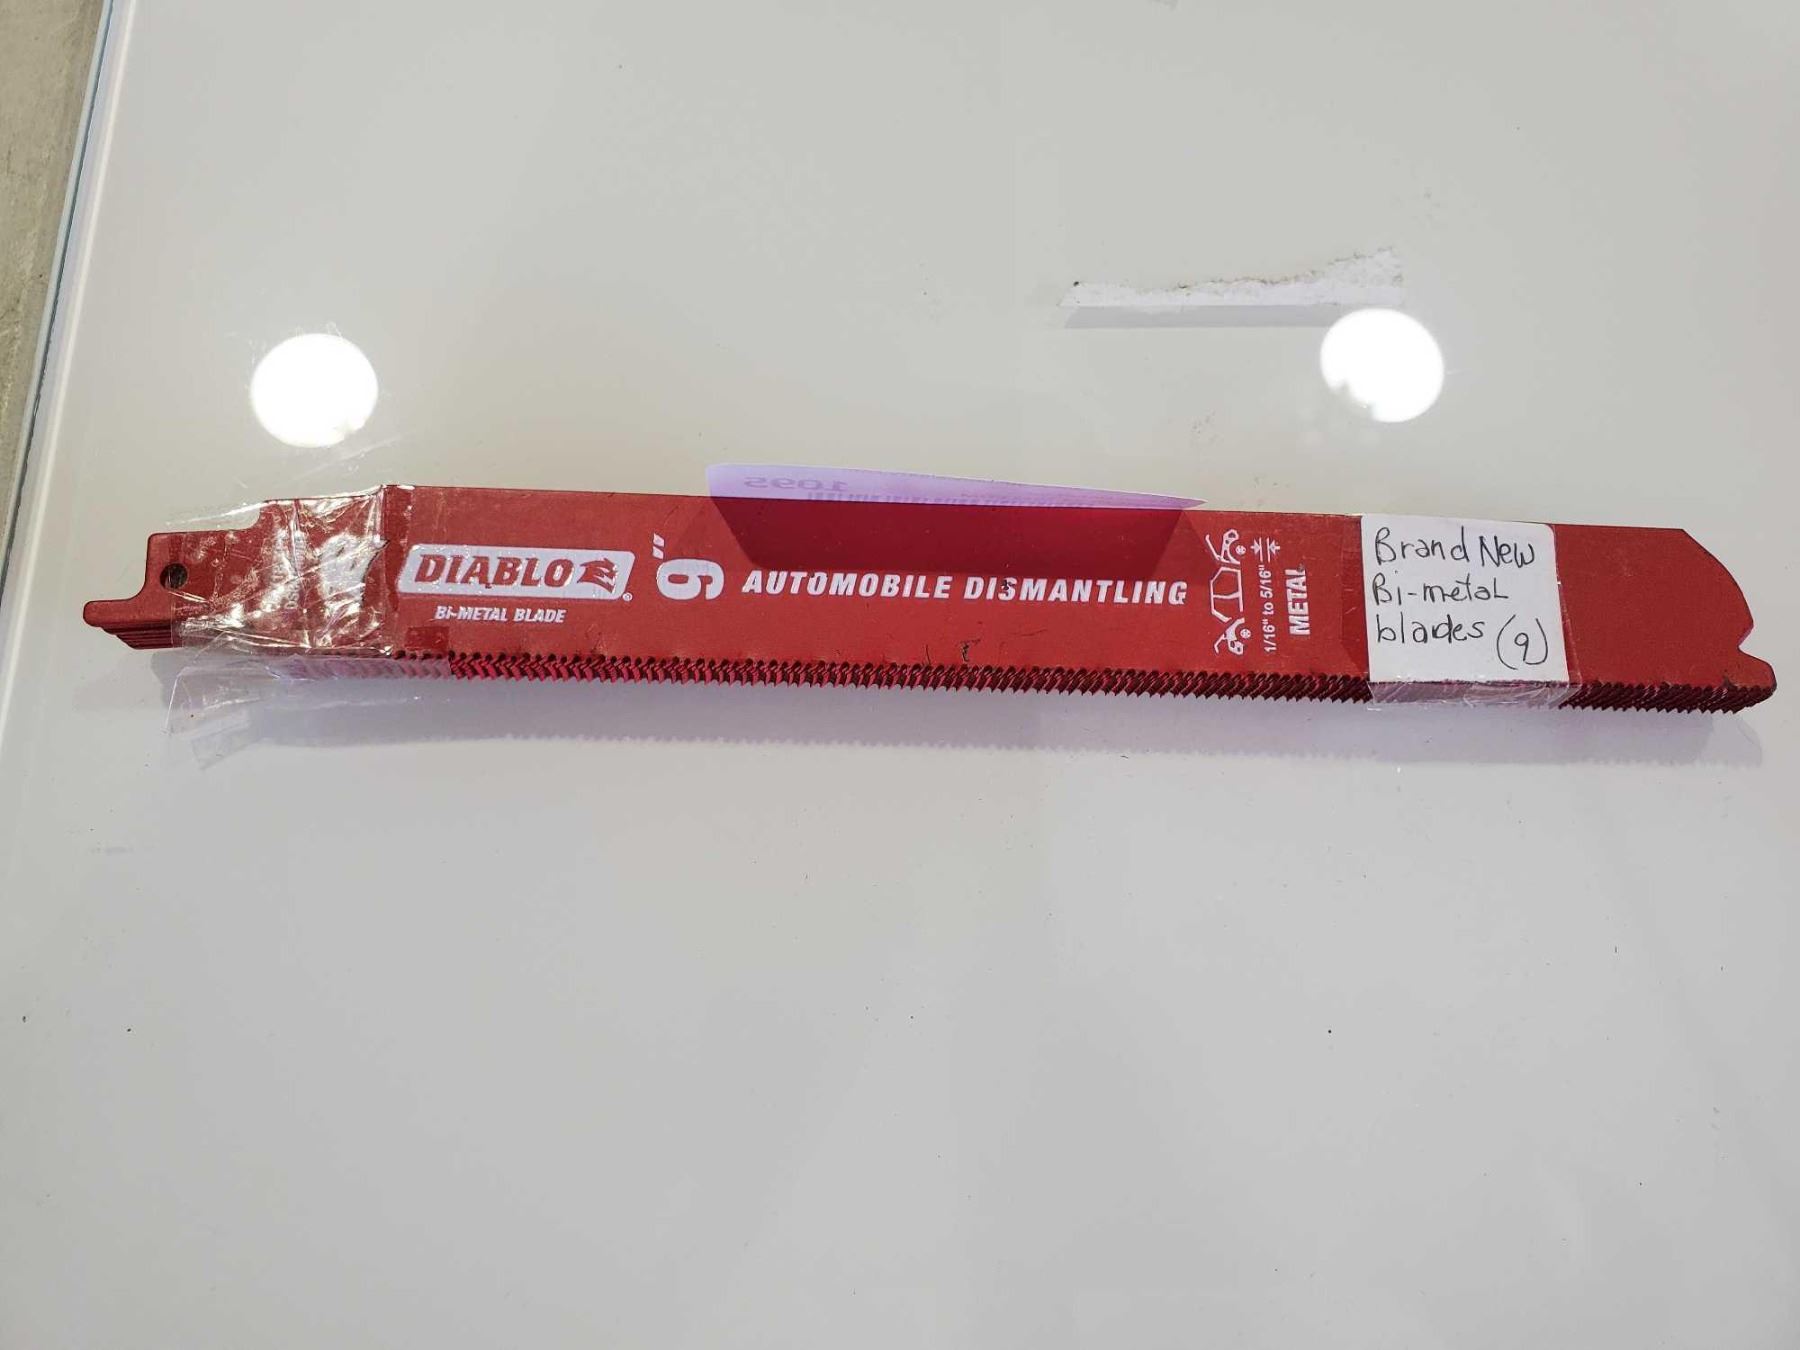 DIABLO
BI-METAL BLADE
9"
AUTOMOBILE DISMANTLING
1/16" to 5/16"
METAL
Brand New
Bi-metal
blades (9)
1095